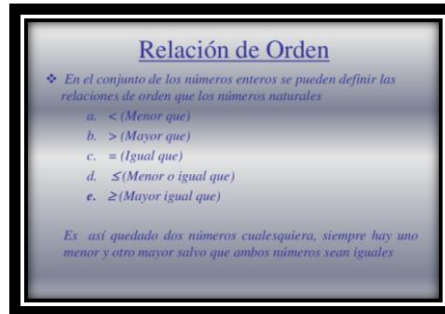 Relación de Orden
❖ En el conjunto de los números enteros se pueden definir las
relaciones de orden que los números naturales
a. < (Menor que)
b. > (Mayor que)
c. = (Igual que)
d. ≤ (Menor o igual que)
e. ≥ (Mayor igual que)
Es así quedado dos números cualesquiera, siempre hay uno
menor y otro mayor salvo que ambos números sean iguales